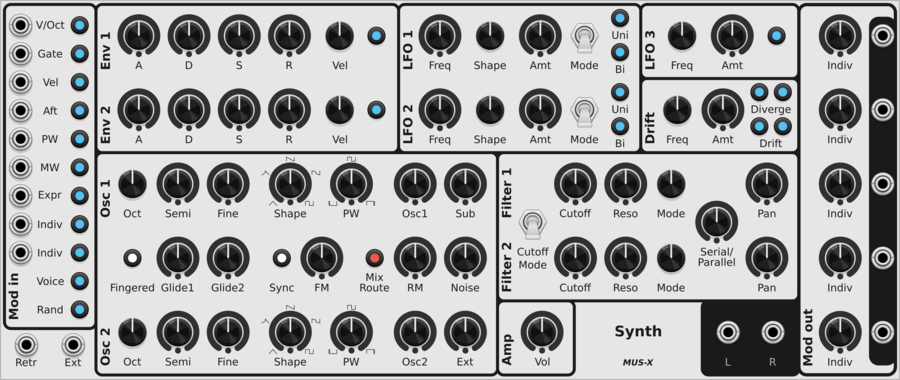 V/Oct
Gate
Vel
Aft
PW
MW
Expr
Indiv
Indiv
Voice
Rand
Mod in
Retr Ext
Env 1
A D S R Vel
Env 2
A D S R Vel
LFO 1
Freq Shape Amt Mode
Uni
Bi
LFO 2
Freq Shape Amt Mode
Uni
Bi
LFO 3
Freq Amt
Drift
Freq Amt
Diverge
Drift
Osc 1
Oct Semi Fine Shape PW Osc1 Sub
Fingered Glide1 Glide2 Sync FM
Mix
Route
RM Noise
Osc 2
Oct Semi Fine Shape PW Osc2 Ext
Filter 1
Cutoff Reso Mode Pan
Cutoff
Mode
Serial/
Parallel
Filter 2
Cutoff Reso Mode Pan
Amp
Vol
Synth
MUS-X
L R
Indiv
Indiv
Indiv
Indiv
Indiv
Mod out